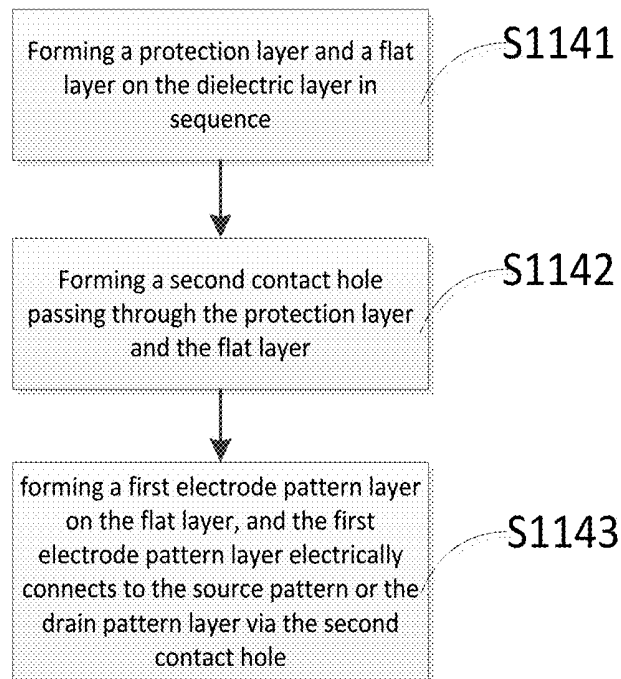 Forming a protection layer and a flat
layer on the dielectric layer in
sequence
S1141
Forming a second contact hole
passing through the protection layer
and the flat layer
S1142
forming a first electrode pattern layer
on the flat layer, and the first
electrode pattern layer electrically
connects to the source pattern or the
drain pattern layer via the second
contact hole
S1143